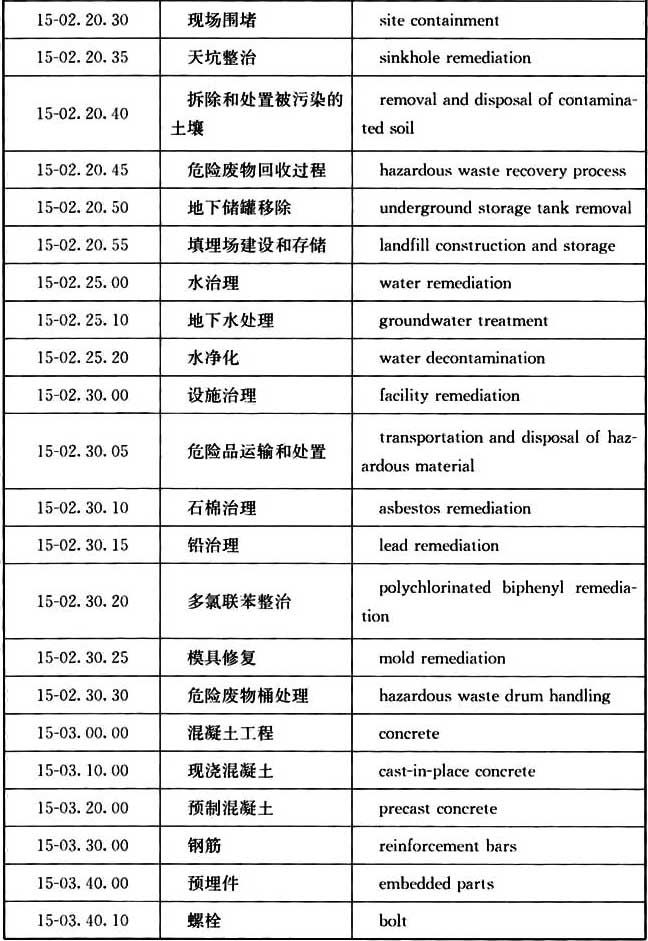 15-02. 20. 30 现场围堵 site containment
15-02. 20. 35 天坑整治 sinkhole remediation
15-02. 20. 40 拆除和处置被污染的 removal and disposal of contamina-
土壤 ted soil
15-02. 20. 45 危险废物回收过程 hazardous waste recovery process
15-02. 20. 50 地下储罐移除 underground storage tank removal
15-02. 20. 55 填埋场建设和存储 landfill construction and storage
15-02. 25. 00 水治理 water remediation
15-02. 25. 10 地下水处理 groundwater treatment
15-02. 25. 20 水净化 water decontamination
15-02. 30. 00 设施治理 facility remediation
15-02. 30. 05 危险品运输和处置 transportation and disposal of haz-
ardous material
15-02. 30. 10 石棉治理 asbestos remediation
15-02. 30. 15 铅治理 lead remediation
15-02. 30. 20 多氯联苯整治 polychlorinated biphenyl remedia-
tion
15-02. 30. 25 模具修复 mold remediation
15-02. 30. 30 危险废物桶处理 hazardous waste drum handling
15-03. 00. 00 混凝土工程 concrete
15-03. 10. 00 现浇混凝土 cast-in-place concrete
15-03. 20. 00 预制混凝土 precast concrete
15-03. 30. 00 钢筋 reinforcement bars
15-03. 40. 00 预埋件 embedded parts
15-03. 40. 10 螺栓 bolt